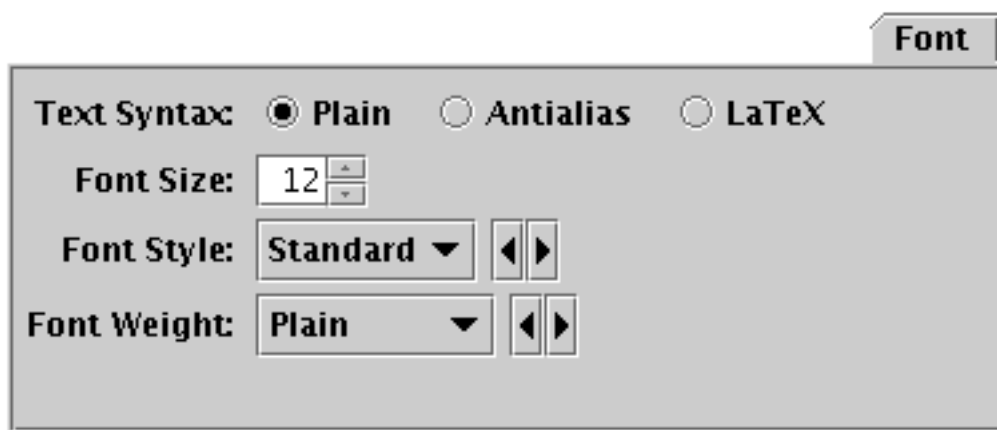 Font
Text Syntax: Plain Antialias LaTeX
Font Size: 12
Font Style: Standard
Font Weight: Plain